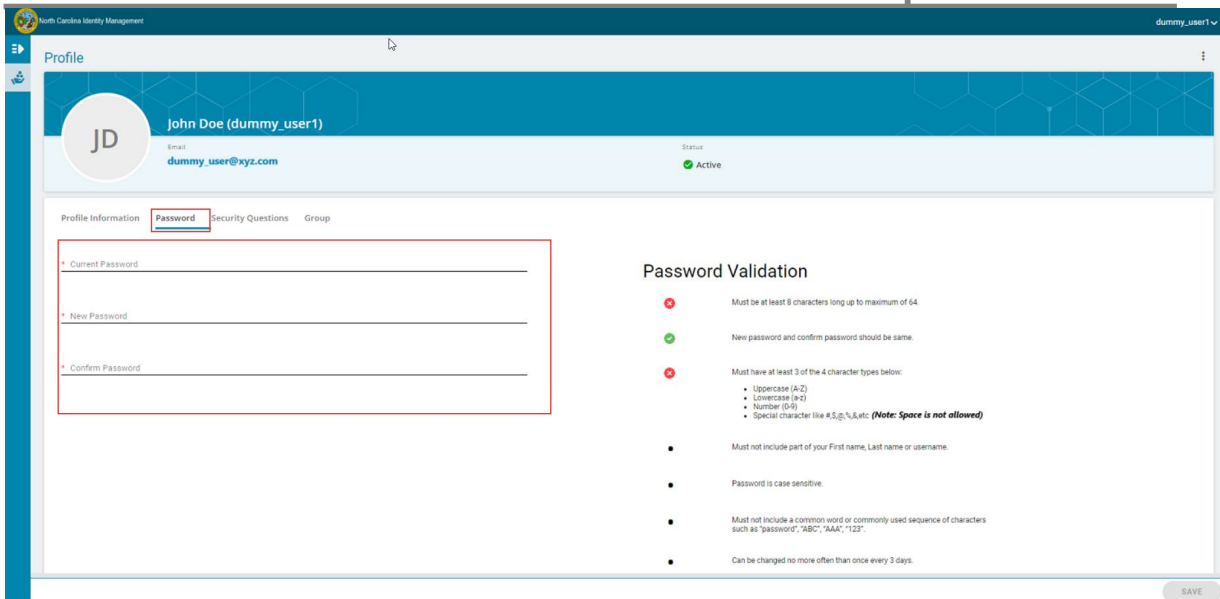 North Carolina Identity Management
dummy_user1
Profile
JD
John Doe (dummy_user1)
Email
dummy_user@xyz.com
Status
Active
Profile Information Password Security Questions Group
* Current Password
* New Password
* Confirm Password
Password Validation
Must be at least 8 characters long up to maximum of 64.
New password and confirm password should be same.
Must have at least 3 of the 4 character types below:
• Uppercase (A-Z)
• Lowercase (a-z)
• Number (0-9)
• Special character like #,$,@,%,&,etc (Note: Space is not allowed)
• Must not include part of your First name, Last name or username.
• Password is case sensitive.
• Must not include a common word or commonly used sequence of characters
such as "password", "ABC", "AAA", "123".
• Can be changed no more often than once every 3 days.
SAVE